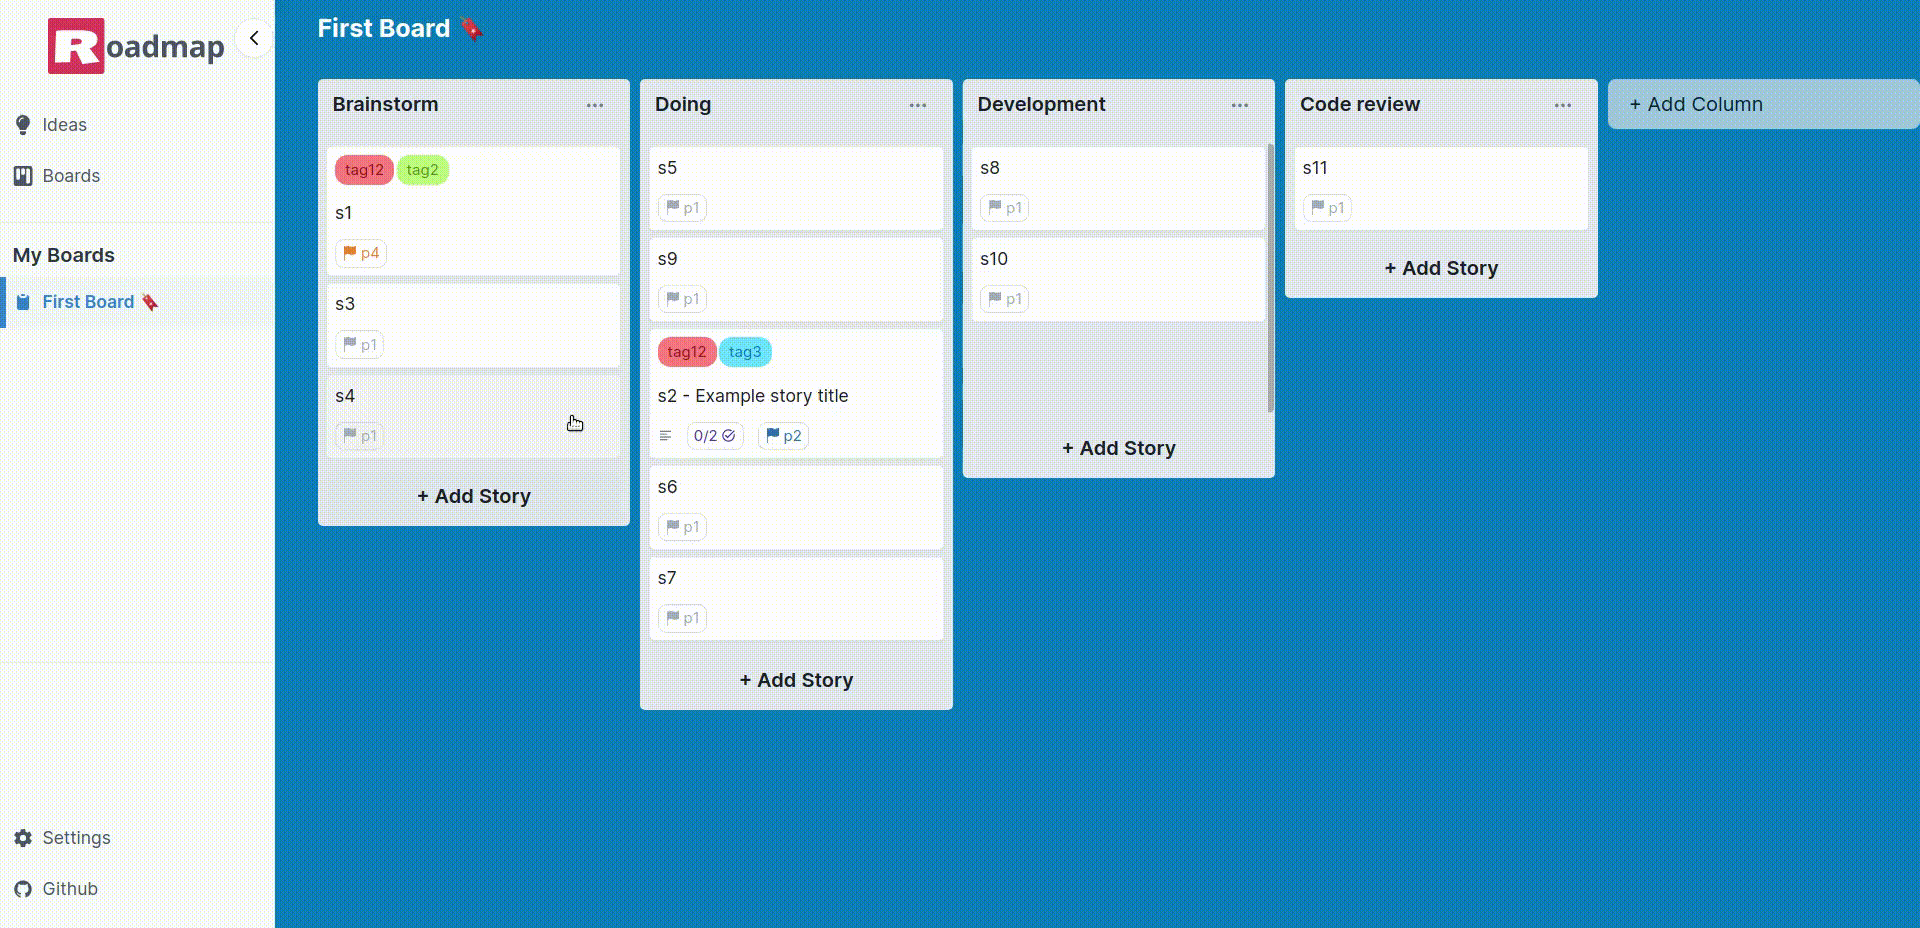 Roadmap
Ideas
Boards
My Boards
First Board
Settings
Github
First Board
Brainstorm
tag12 tag2
s1
p4
s3
p1
s4
p1
+ Add Story
Doing
s5
p1
s9
p1
tag12 tag3
s2 - Example story title
0/2 p2
s6
p1
s7
p1
+ Add Story
Development
s8
p1
s10
p1
+ Add Story
Code review
s11
p1
+ Add Story
+ Add Column